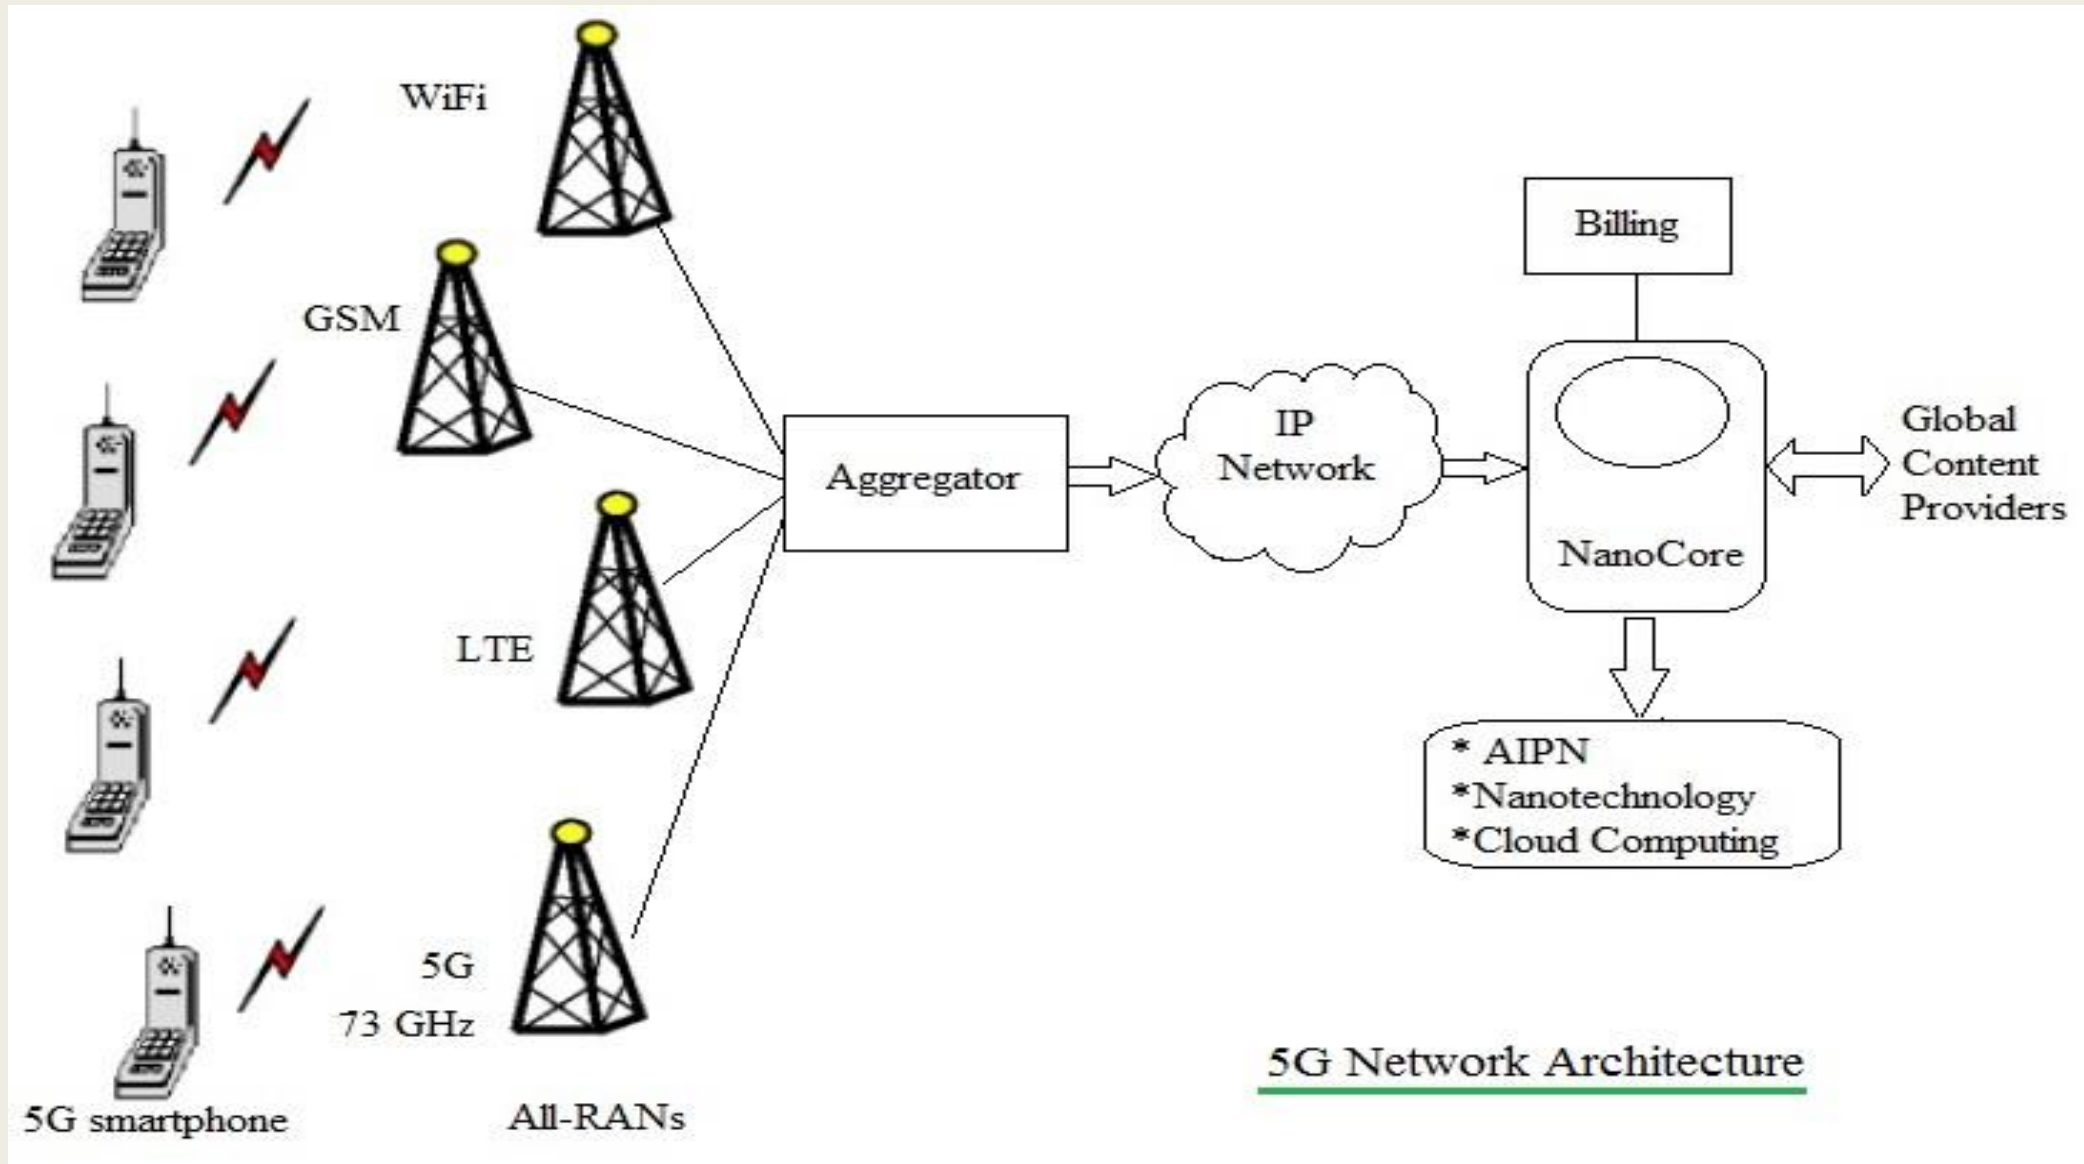 WiFi
GSM
LTE
5G
73 GHz
5G smartphone
All-RANs
Aggregator
IP
Network
Billing
NanoCore
Global
Content
Providers
* AIPN
*Nanotechnology
*Cloud Computing
5G Network Architecture